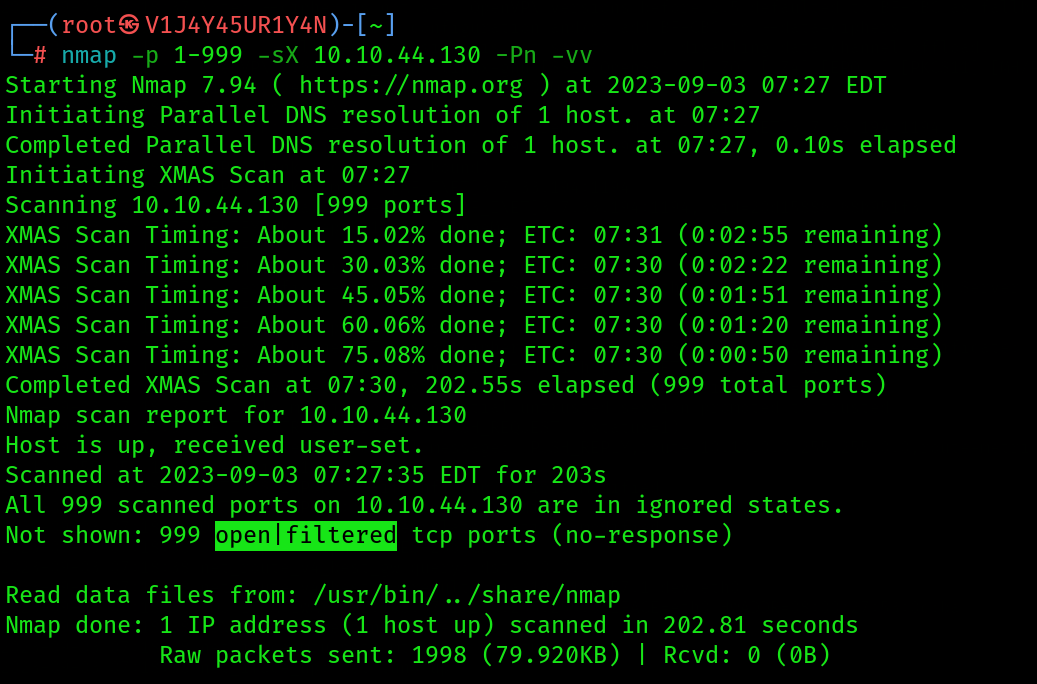 ┌──(root㉿V1J4Y45UR1Y4N)-[~]
└─# nmap -p 1-999 -sX 10.10.44.130 -Pn -vv
Starting Nmap 7.94 ( https://nmap.org ) at 2023-09-03 07:27 EDT
Initiating Parallel DNS resolution of 1 host. at 07:27
Completed Parallel DNS resolution of 1 host. at 07:27, 0.10s elapsed
Initiating XMAS Scan at 07:27
Scanning 10.10.44.130 [999 ports]
XMAS Scan Timing: About 15.02% done; ETC: 07:31 (0:02:55 remaining)
XMAS Scan Timing: About 30.03% done; ETC: 07:30 (0:02:22 remaining)
XMAS Scan Timing: About 45.05% done; ETC: 07:30 (0:01:51 remaining)
XMAS Scan Timing: About 60.06% done; ETC: 07:30 (0:01:20 remaining)
XMAS Scan Timing: About 75.08% done; ETC: 07:30 (0:00:50 remaining)
Completed XMAS Scan at 07:30, 202.55s elapsed (999 total ports)
Nmap scan report for 10.10.44.130
Host is up, received user-set.
Scanned at 2023-09-03 07:27:35 EDT for 203s
All 999 scanned ports on 10.10.44.130 are in ignored states.
Not shown: 999 open|filtered tcp ports (no-response)
Read data files from: /usr/bin/../share/nmap
Nmap done: 1 IP address (1 host up) scanned in 202.81 seconds
Raw packets sent: 1998 (79.920KB) | Rcvd: 0 (0B)